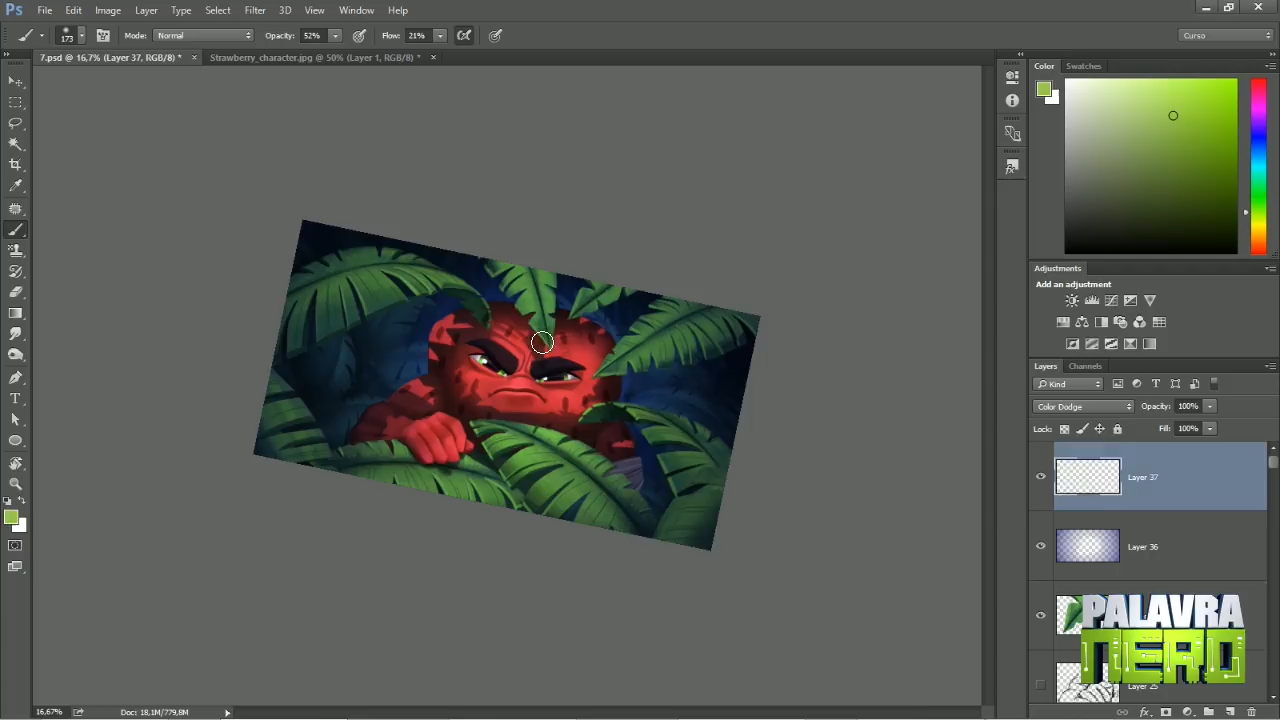 Ps File Edit Image Layer Type Select Filter 3D View Window Help
173 Mode: Normal Opacity: 52% Flow: 21% Curso
7.psd @ 16,7% (Layer 37, RGB/8) * × Strawberry_character.jpg @ 50% (Layer 1, RGB/8) * ×
Color Swatches
Adjustments
Add an adjustment
Layers Channels
Kind
Color Dodge Opacity: 100%
Lock: Fill: 100%
Layer 37
Layer 36
PALAVRA
NERD
Layer 25
16,67% Doc: 18,1M/779,8M